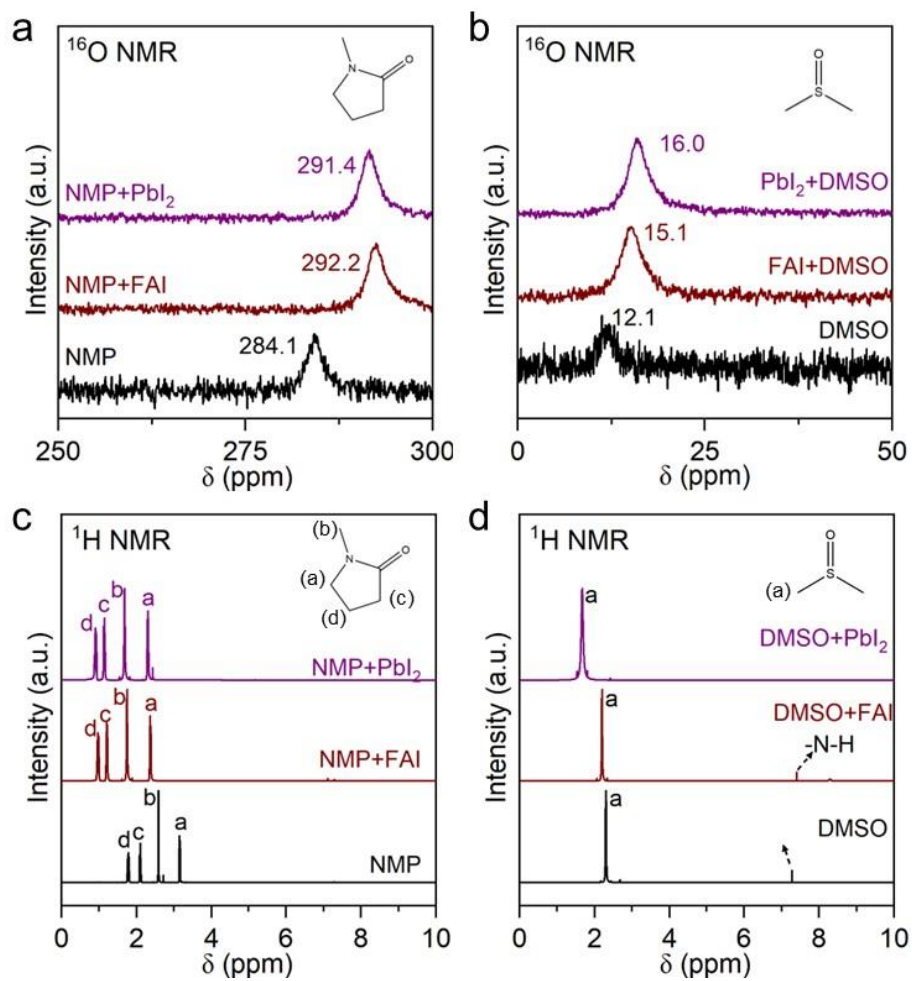 a
¹⁶O NMR
N
O
291.4
NMP+PbI₂
292.2
NMP+FAI
284.1
NMP
Intensity (a.u.)
250 275 300
δ (ppm)
b
¹⁶O NMR
O
S
16.0
PbI₂+DMSO
15.1
FAI+DMSO
12.1
DMSO
Intensity (a.u.)
0 25 50
δ (ppm)
c
¹H NMR
(b)
N
O
(a)
(c)
(d)
d c b a
NMP+PbI₂
d c b a
NMP+FAI
d c b a
NMP
Intensity (a.u.)
0 2 4 6 8 10
δ (ppm)
d
¹H NMR
O
S
(a)
a
DMSO+PbI₂
a
DMSO+FAI
-N-H
a
DMSO
Intensity (a.u.)
0 2 4 6 8 10
δ (ppm)